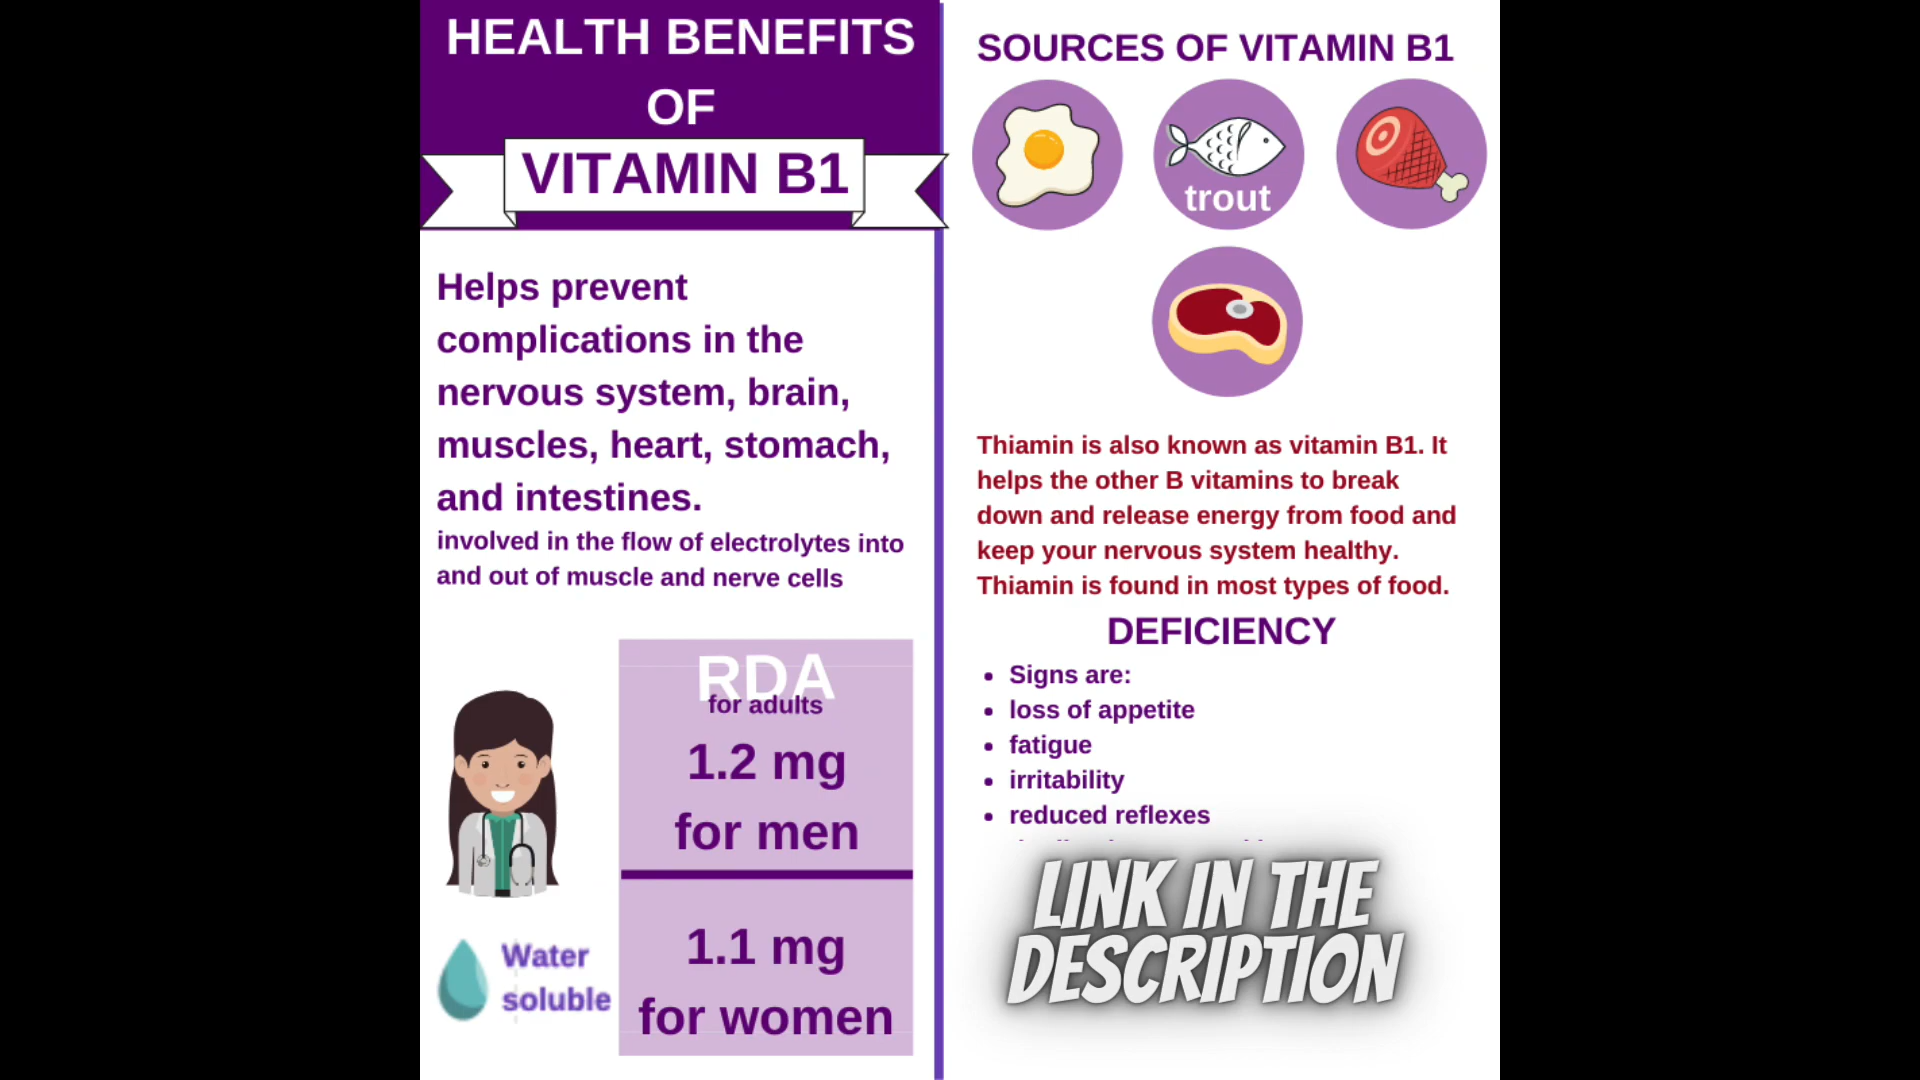 HEALTH BENEFITS
OF
VITAMIN B1
Helps prevent
complications in the
nervous system, brain,
muscles, heart, stomach,
and intestines.
involved in the flow of electrolytes into
and out of muscle and nerve cells
RDA
for adults
1.2 mg
for men
1.1 mg
for women
Water
soluble
SOURCES OF VITAMIN B1
trout
Thiamin is also known as vitamin B1. It
helps the other B vitamins to break
down and release energy from food and
keep your nervous system healthy.
Thiamin is found in most types of food.
DEFICIENCY
• Signs are:
• loss of appetite
• fatigue
• irritability
• reduced reflexes
LINK IN THE
DESCRIPTION